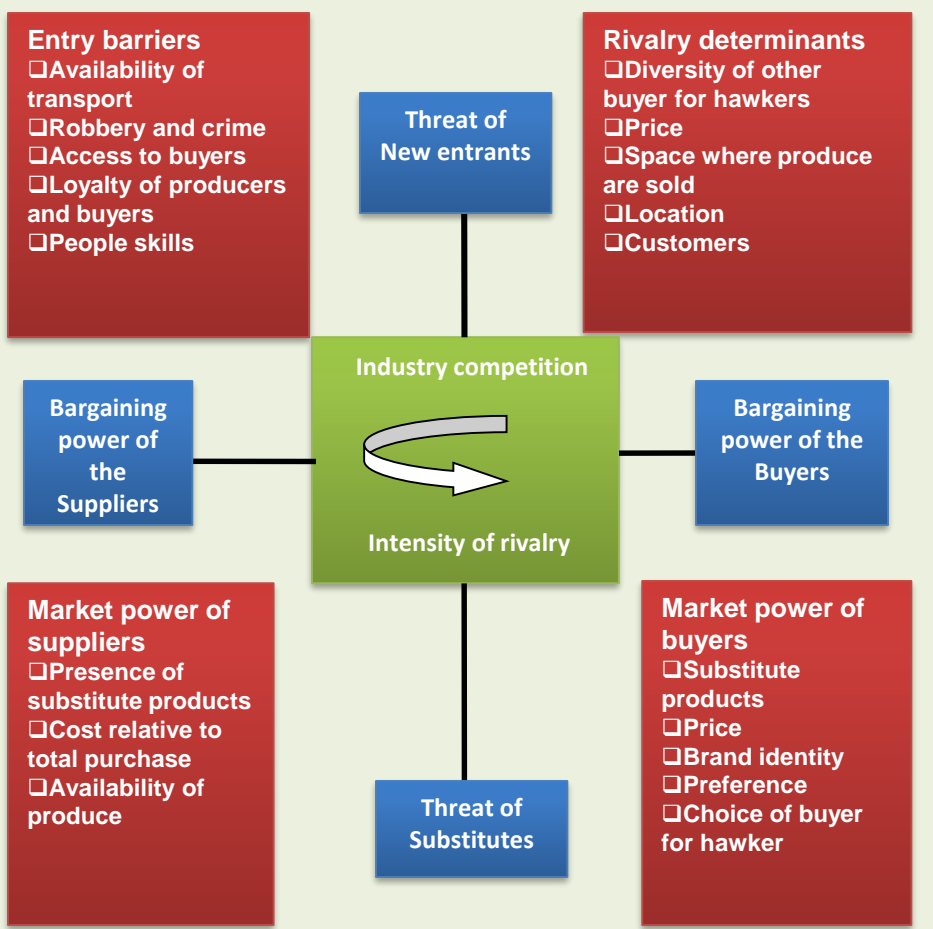 Entry barriers
❑Availability of
transport
❑Robbery and crime
❑Access to buyers
❑Loyalty of producers
and buyers
❑People skills
Threat of
New entrants
Rivalry determinants
❑Diversity of other
buyer for hawkers
❑Price
❑Space where produce
are sold
❑Location
❑Customers
Bargaining
power of
the
Suppliers
Industry competition
Intensity of rivalry
Bargaining
power of the
Buyers
Market power of
suppliers
❑Presence of
substitute products
❑Cost relative to
total purchase
❑Availability of
produce
Threat of
Substitutes
Market power of
buyers
❑Substitute
products
❑Price
❑Brand identity
❑Preference
❑Choice of buyer
for hawker